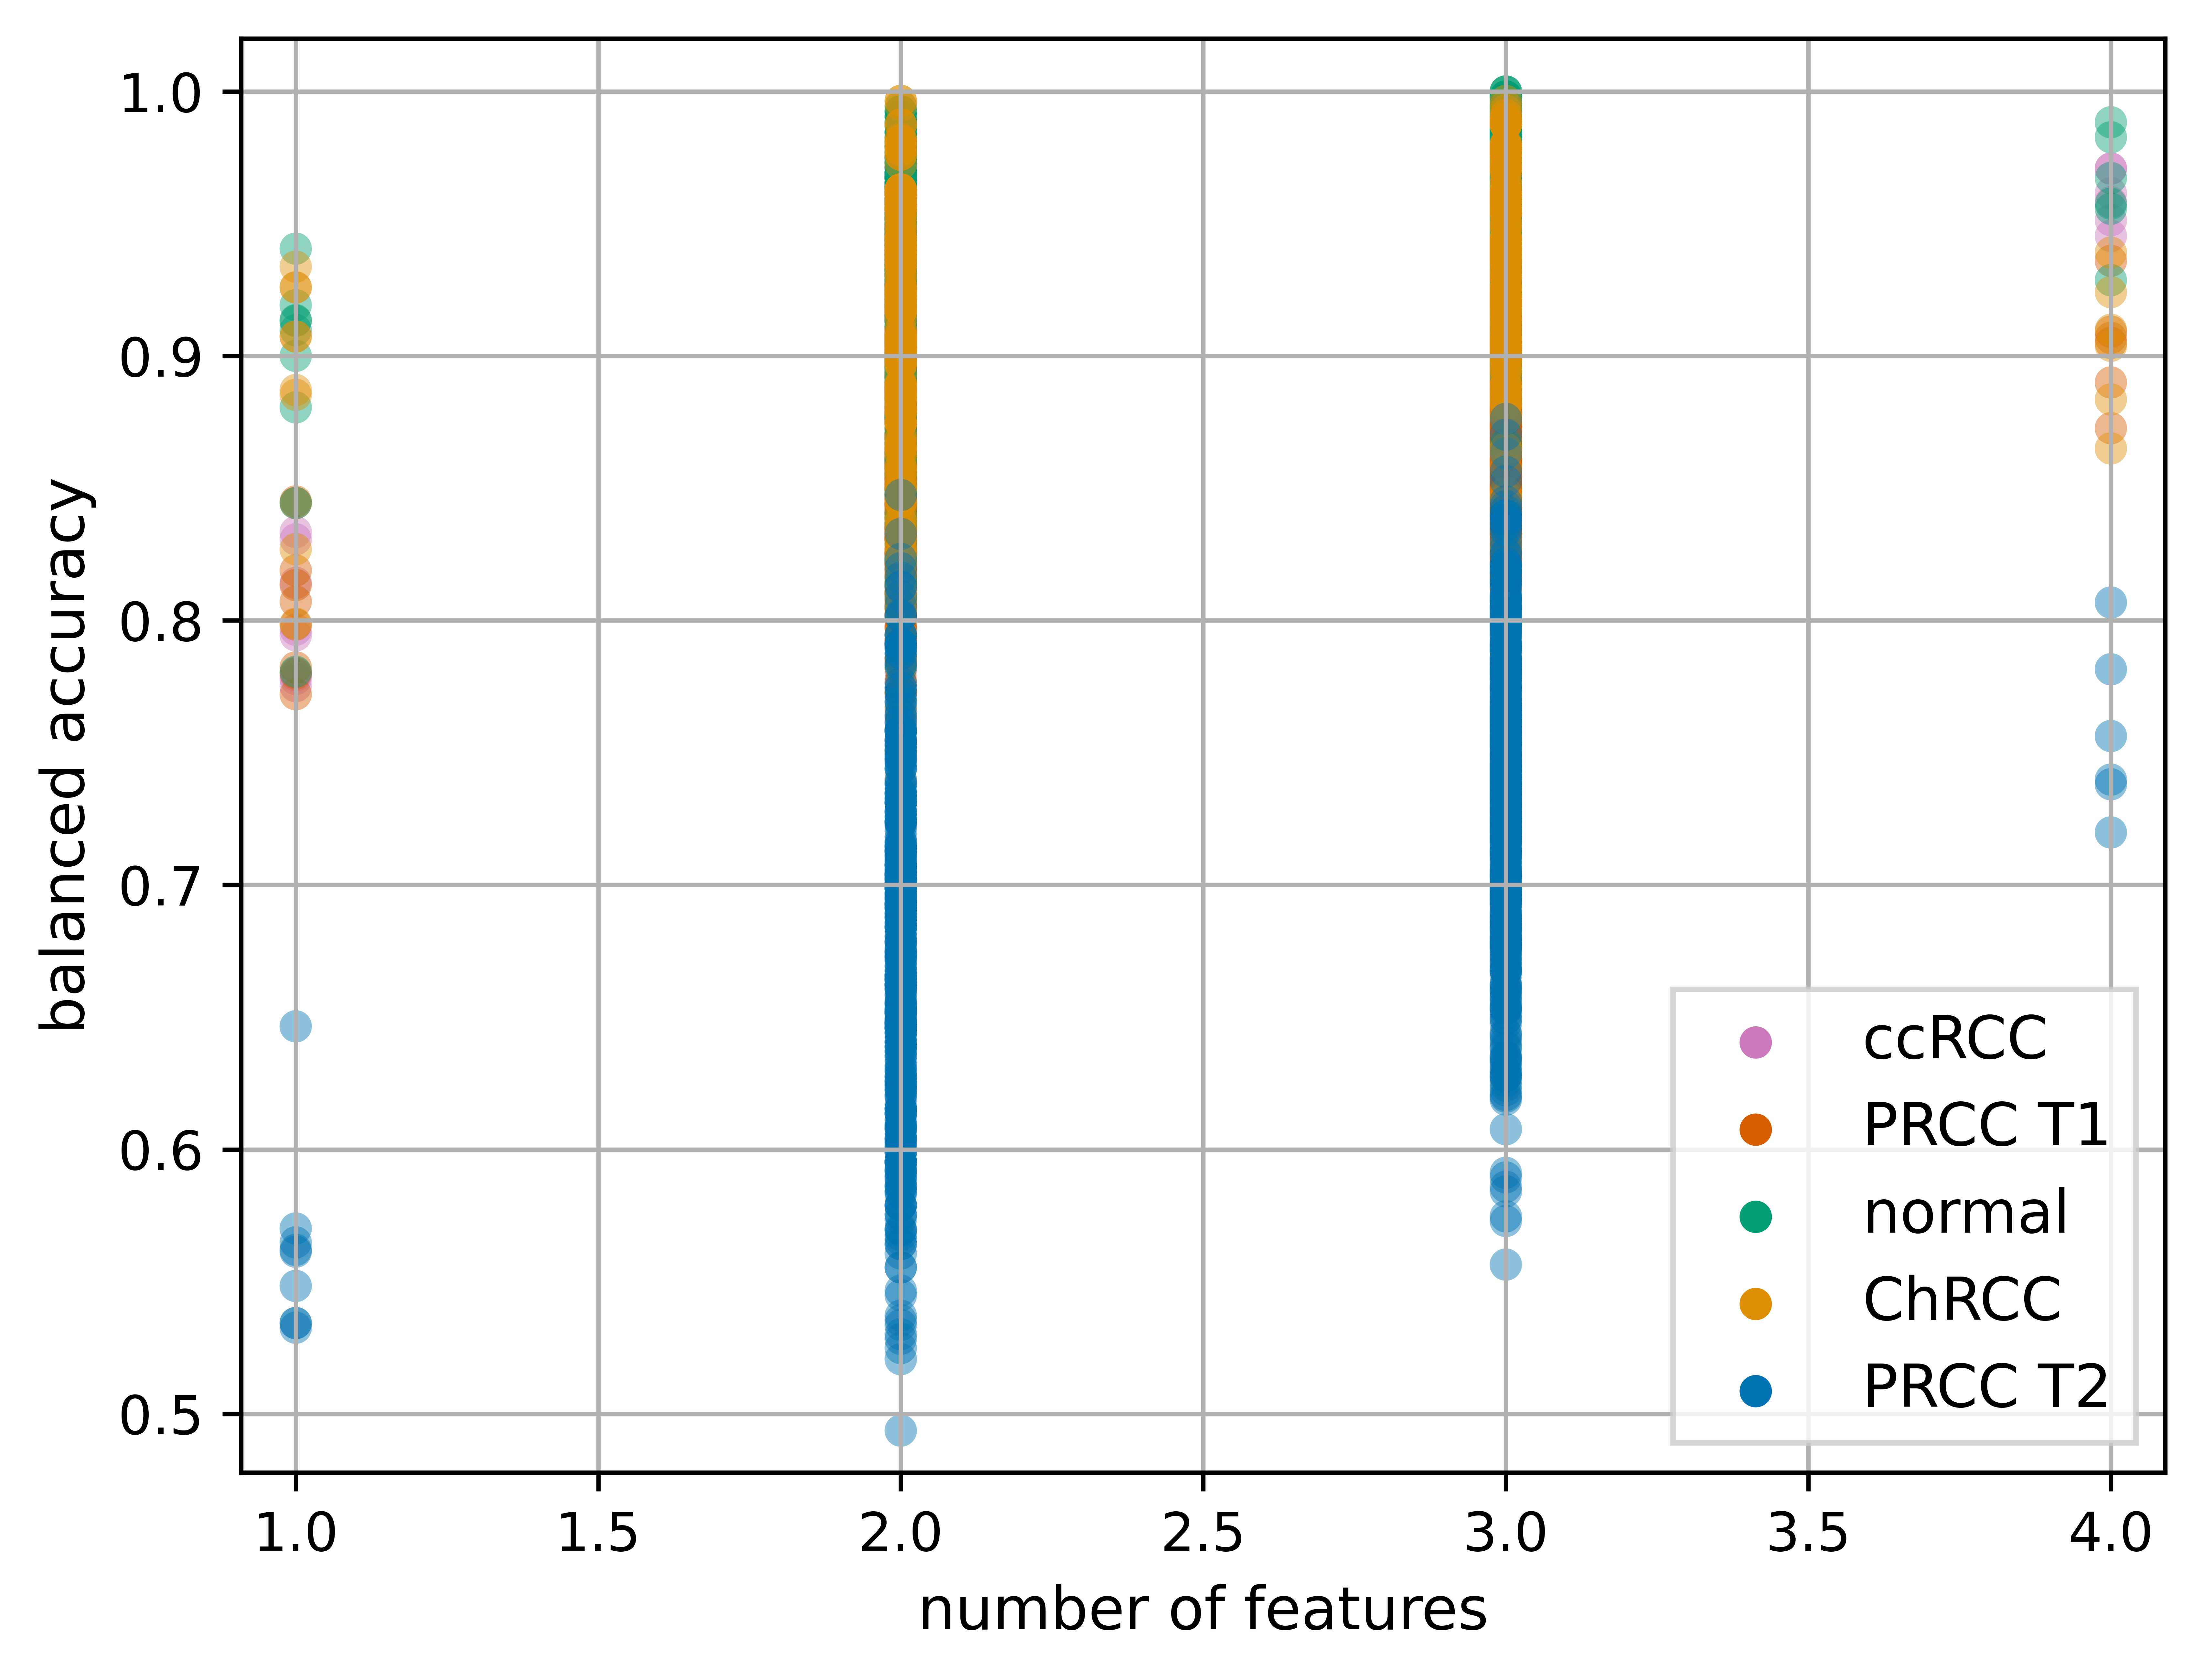 1.0
0.9
0.8
0.7
0.6
0.5
balanced accuracy
ccRCC
PRCC T1
normal
ChRCC
PRCC T2
1.0 1.5 2.0 2.5 3.0 3.5 4.0
number of features